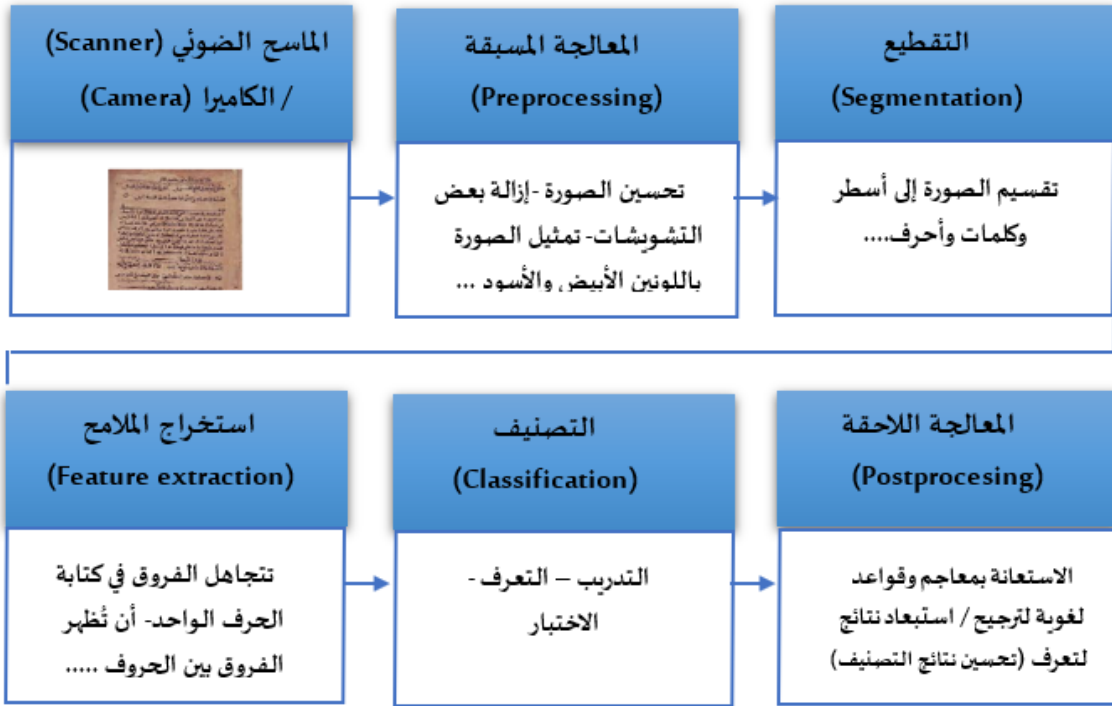 الماسح الضوئي (Scanner)
/ الكاميرا (Camera)
المعالجة المسبقة
(Preprocessing)
تحسين الصورة -إزالة بعض
التشويشات- تمثيل الصورة
باللونين الأبيض والأسود ...
التقطيع
(Segmentation)
تقسيم الصورة إلى أسطر
وكلمات وأحرف....
استخراج الملامح
(Feature extraction)
تتجاهل الفروق في كتابة
الحرف الواحد- أن تُظهر
الفروق بين الحروف .....
التصنيف
(Classification)
التدريب – التعرف -
الاختبار
المعالجة اللاحقة
(Postprocesing)
الاستعانة بمعاجم وقواعد
لغوية لترجيح / استبعاد نتائج
لتعرف (تحسين نتائج التصنيف)